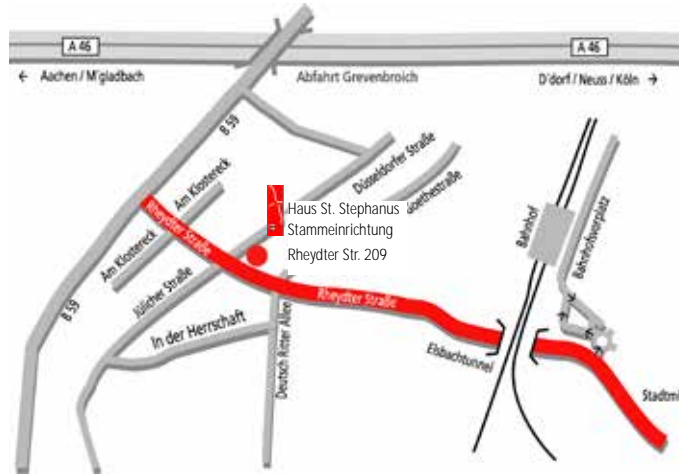 A 46
A 46
← Aachen / M'gladbach
Abfahrt Grevenbroich
D'dorf / Neuss / Köln →
B 59
Düsseldorfer Straße
Am Klostereck
Rheydter Straße
Haus St. Stephanus
Stammeinrichtung
Rheydter Str. 209
oethestraße
Bahnhof
Bahnhofsvorplatz
Am Klostereck
Jülicher Straße
B 59
In der Herrschaft
Deutsch Ritter Allee
Rheydter Straße
Elsbachtunnel
Stadtmi